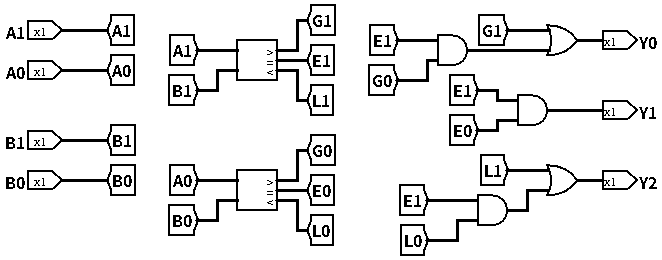 A1 x1 A1
A0 x1 A0
B1 x1 B1
B0 x1 B0
A1 > G1
= E1
B1 < L1
A0 > G0
= E0
B0 < L0
G1
E1 x1 Y0
G0
E1
x1 Y1
E0
L1
x1 Y2
E1
L0